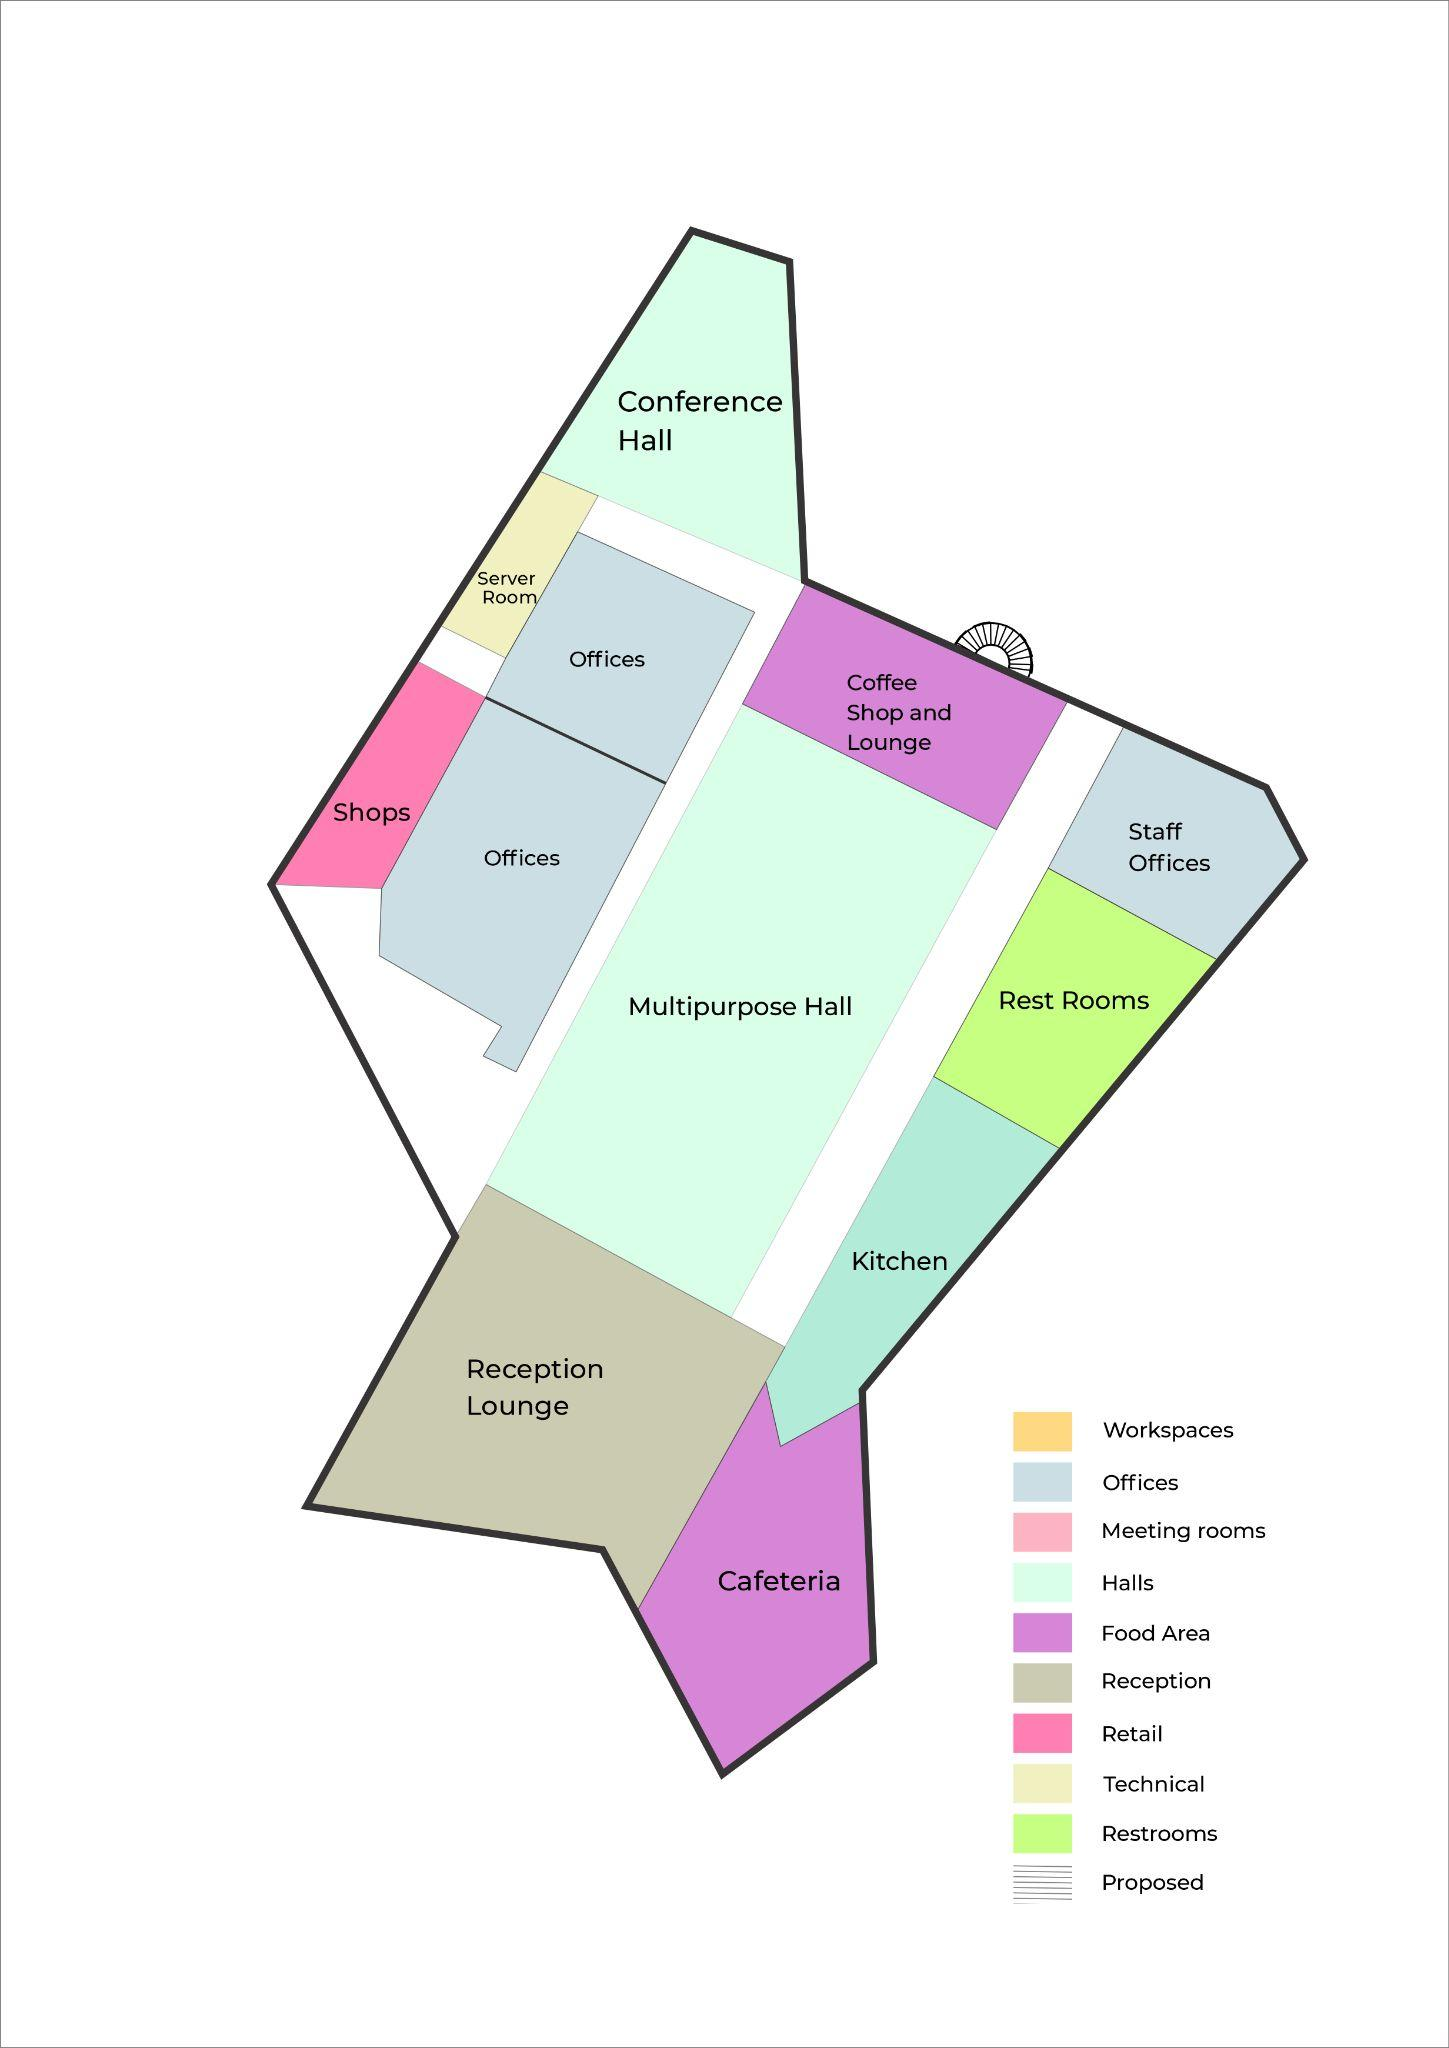 Conference
Hall
Server
Room
Offices
Coffee
Shop and
Lounge
Shops
Offices
Staff
Offices
Multipurpose Hall
Rest Rooms
Kitchen
Reception
Lounge
Cafeteria
Workspaces
Offices
Meeting rooms
Halls
Food Area
Reception
Retail
Technical
Restrooms
Proposed